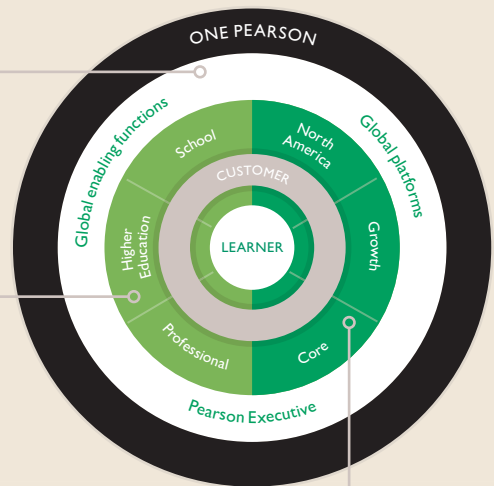 ONE PEARSON
Global enabling functions
Global platforms
School
North
America
CUSTOMER
Higher
Education
LEARNER
Growth
Professional
Core
Pearson Executive